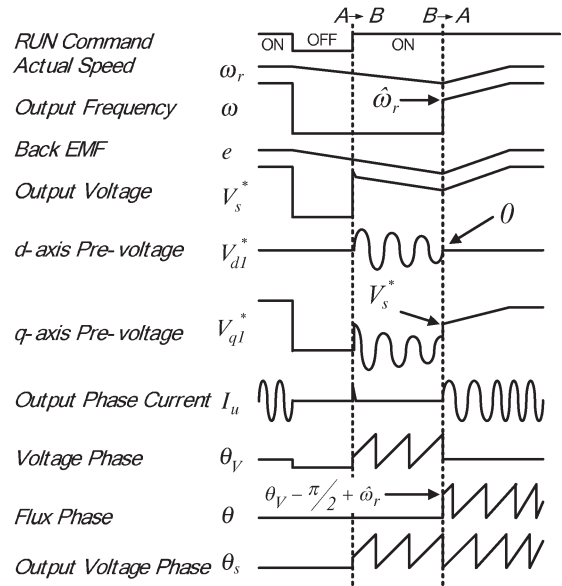 A→B B→A
RUN Command ON OFF ON
Actual Speed ωr
Output Frequency ω ω̂r
Back EMF e
Output Voltage Vs*
0
d-axis Pre-voltage Vd1*
Vs*
q-axis Pre-voltage Vq1*
Output Phase Current Iu
Voltage Phase θV
θV − π/2 + ω̂r
Flux Phase θ
Output Voltage Phase θs